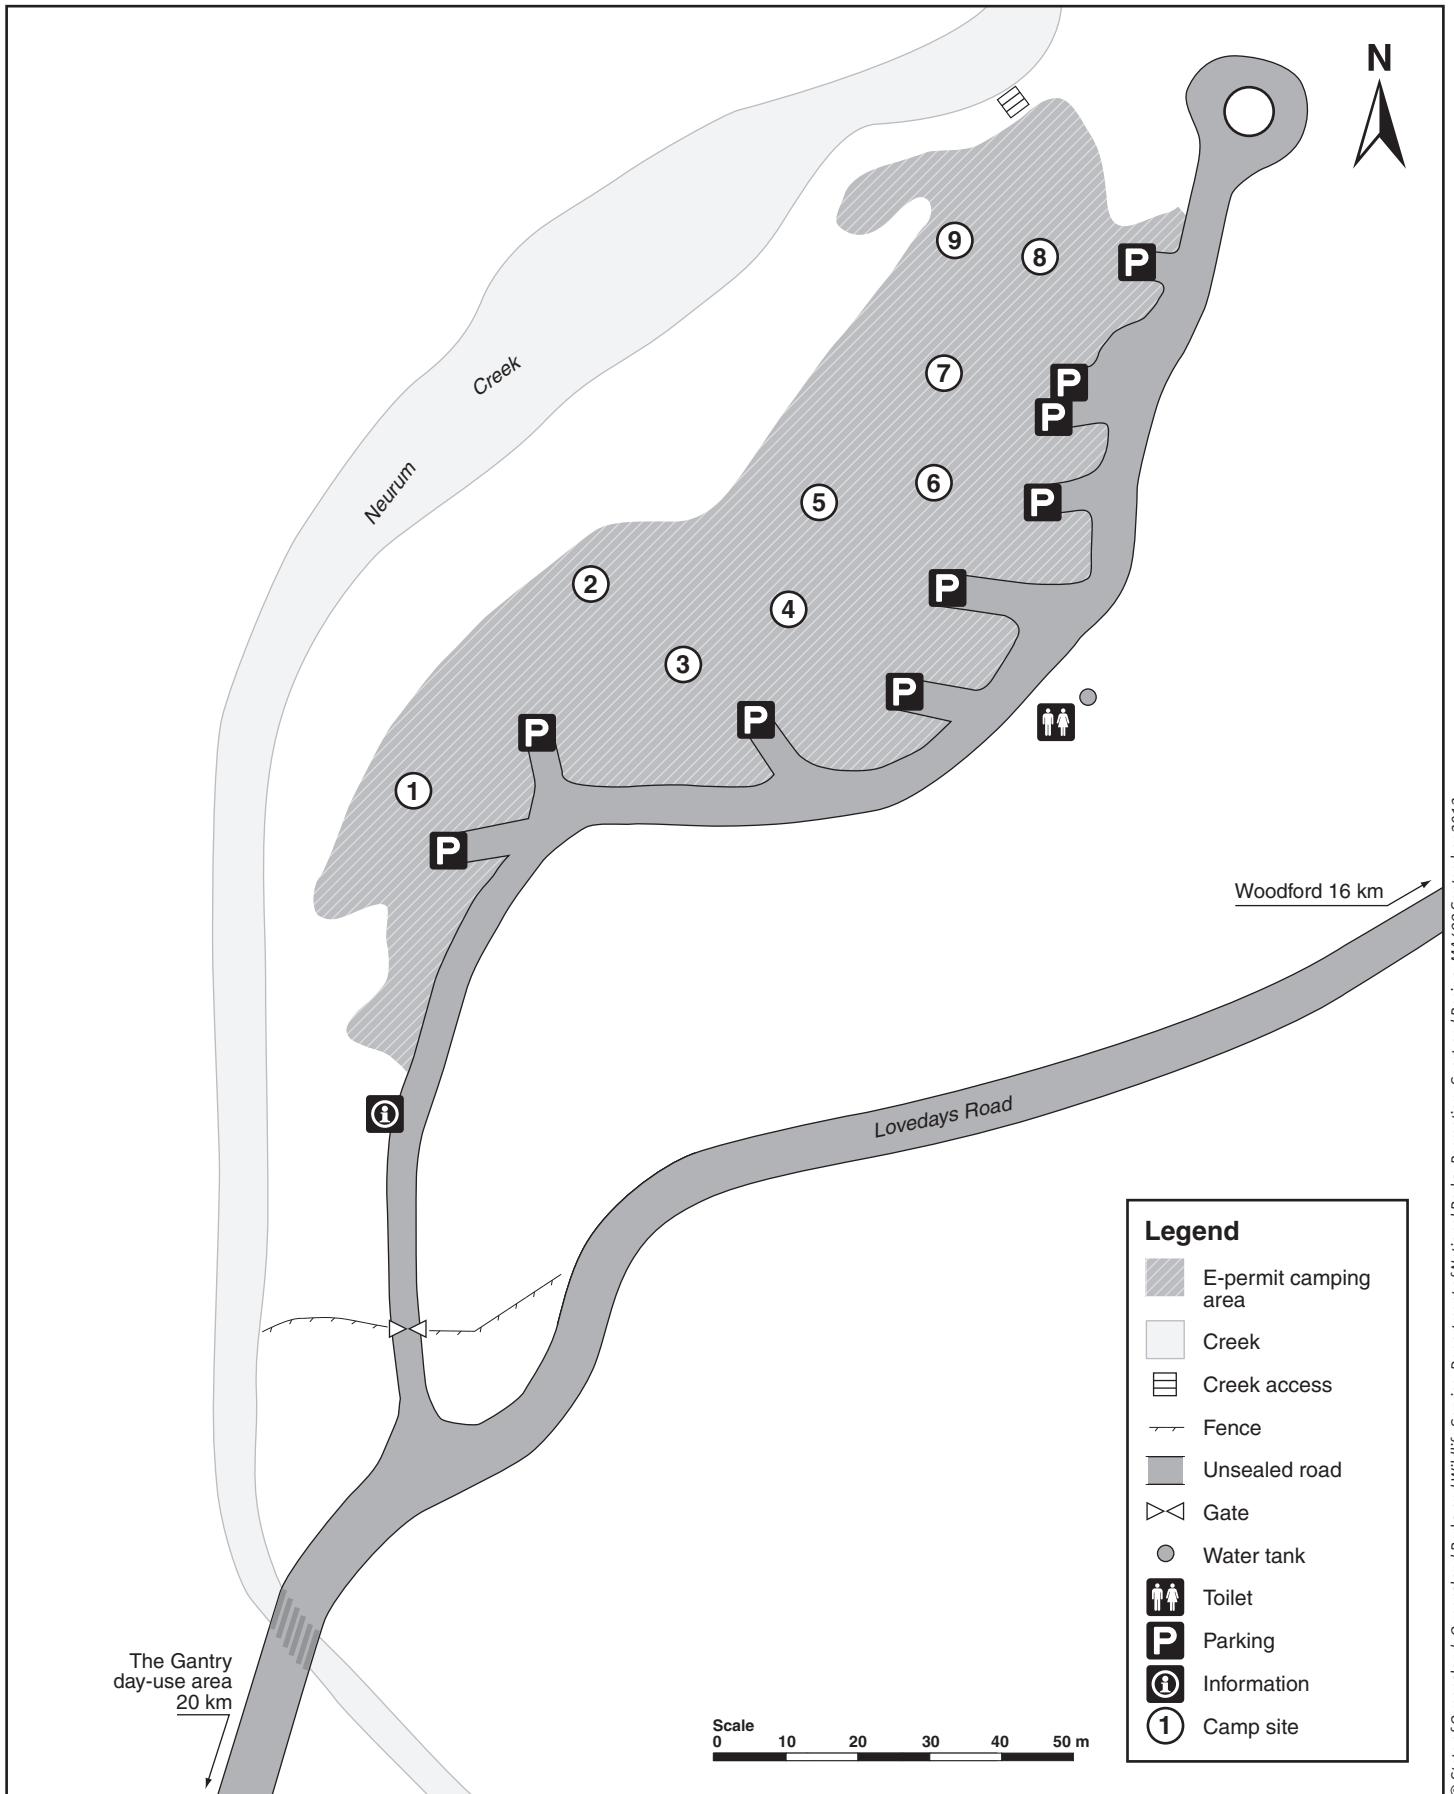 N
9
8
7
6
5
2
4
3
1
P
P
P
P
P
P
P
P
P
Creek
Neurum
Woodford 16 km
Lovedays Road
The Gantry
day-use area
20 km
Scale
0 10 20 30 40 50 m
Legend
E-permit camping
area
Creek
Creek access
Fence
Unsealed road
Gate
Water tank
Toilet
P Parking
i Information
1 Camp site